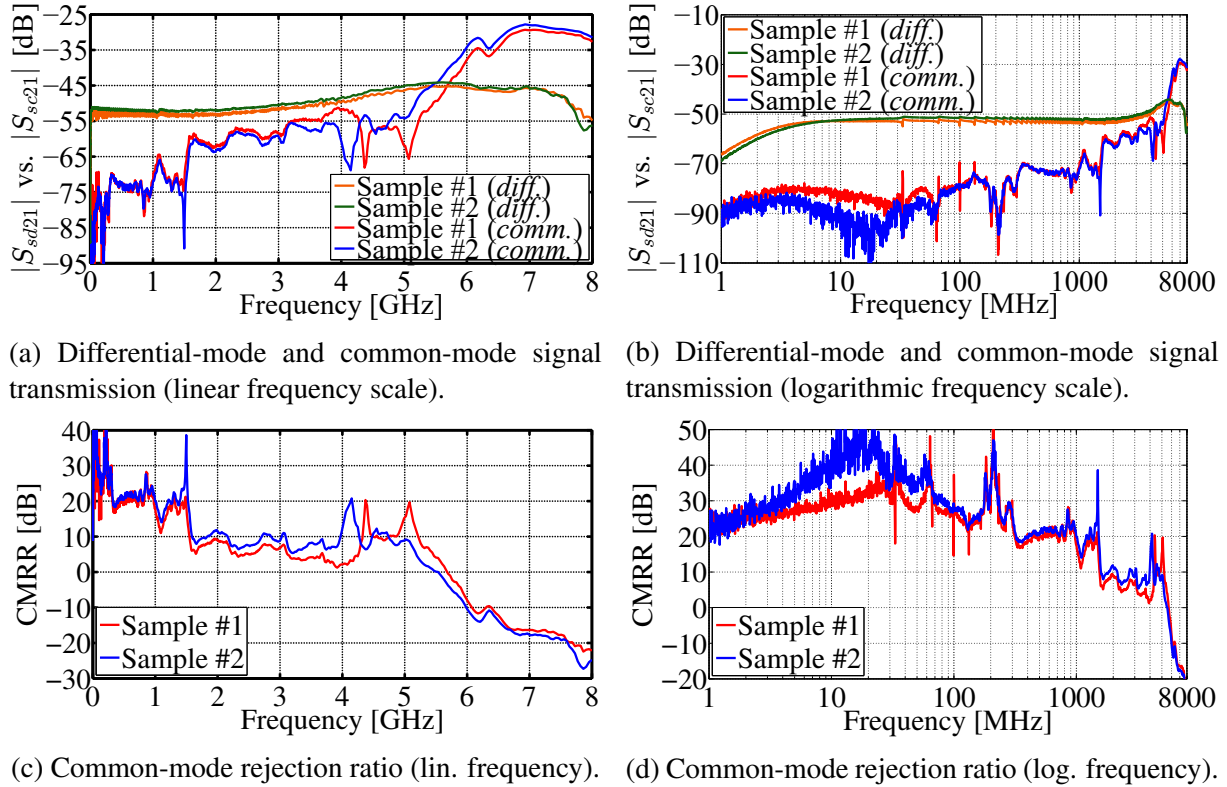 |S_sd21| vs. |S_sc21| [dB]
−25
−35
−45
−55
−65
−75
−85
−95
Sample #1 (diff.)
Sample #2 (diff.)
Sample #1 (comm.)
Sample #2 (comm.)
0 1 2 3 4 5 6 7 8
Frequency [GHz]
(a) Differential-mode and common-mode signal
transmission (linear frequency scale).
|S_sd21| vs. |S_sc21| [dB]
−10
−30
−50
−70
−90
−110
Sample #1 (diff.)
Sample #2 (diff.)
Sample #1 (comm.)
Sample #2 (comm.)
1 10 100 1000 8000
Frequency [MHz]
(b) Differential-mode and common-mode signal
transmission (logarithmic frequency scale).
CMRR [dB]
40
30
20
10
0
−10
−20
−30
Sample #1
Sample #2
0 1 2 3 4 5 6 7 8
Frequency [GHz]
(c) Common-mode rejection ratio (lin. frequency).
CMRR [dB]
50
40
30
20
10
0
−10
−20
Sample #1
Sample #2
1 10 100 1000 8000
Frequency [MHz]
(d) Common-mode rejection ratio (log. frequency).